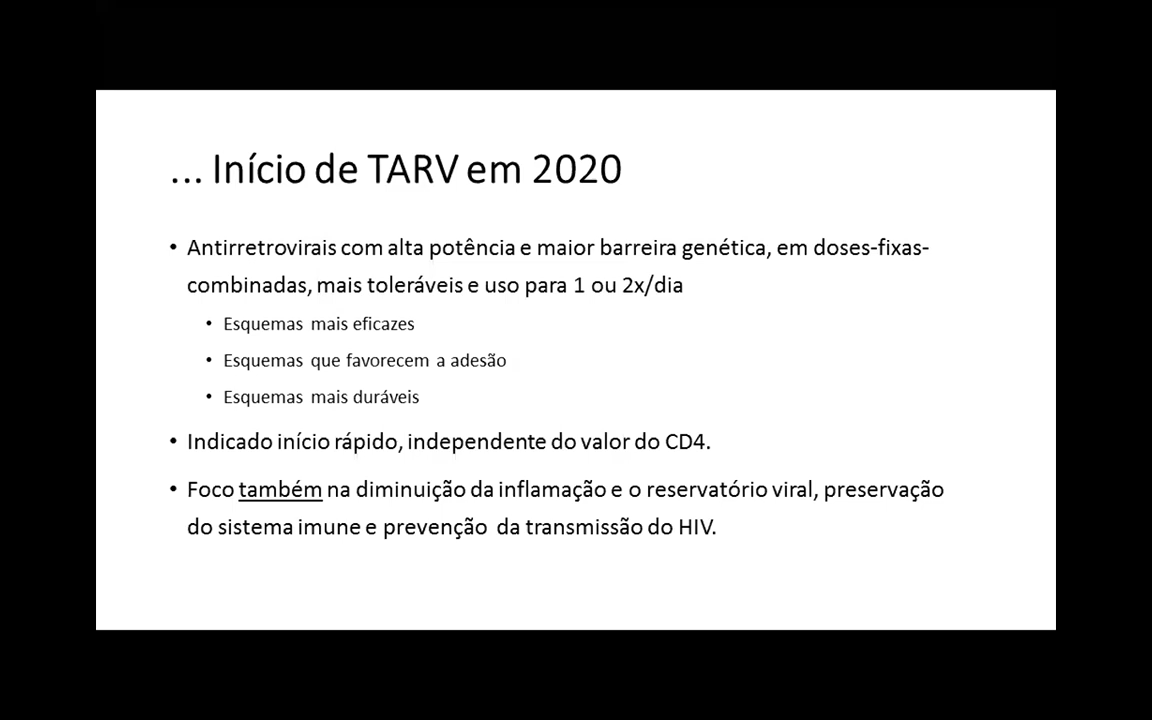 ... Início de TARV em 2020
• Antirretrovirais com alta potência e maior barreira genética, em doses-fixas-
combinadas, mais toleráveis e uso para 1 ou 2x/dia
• Esquemas mais eficazes
• Esquemas que favorecem a adesão
• Esquemas mais duráveis
• Indicado início rápido, independente do valor do CD4.
• Foco também na diminuição da inflamação e o reservatório viral, preservação
do sistema imune e prevenção da transmissão do HIV.